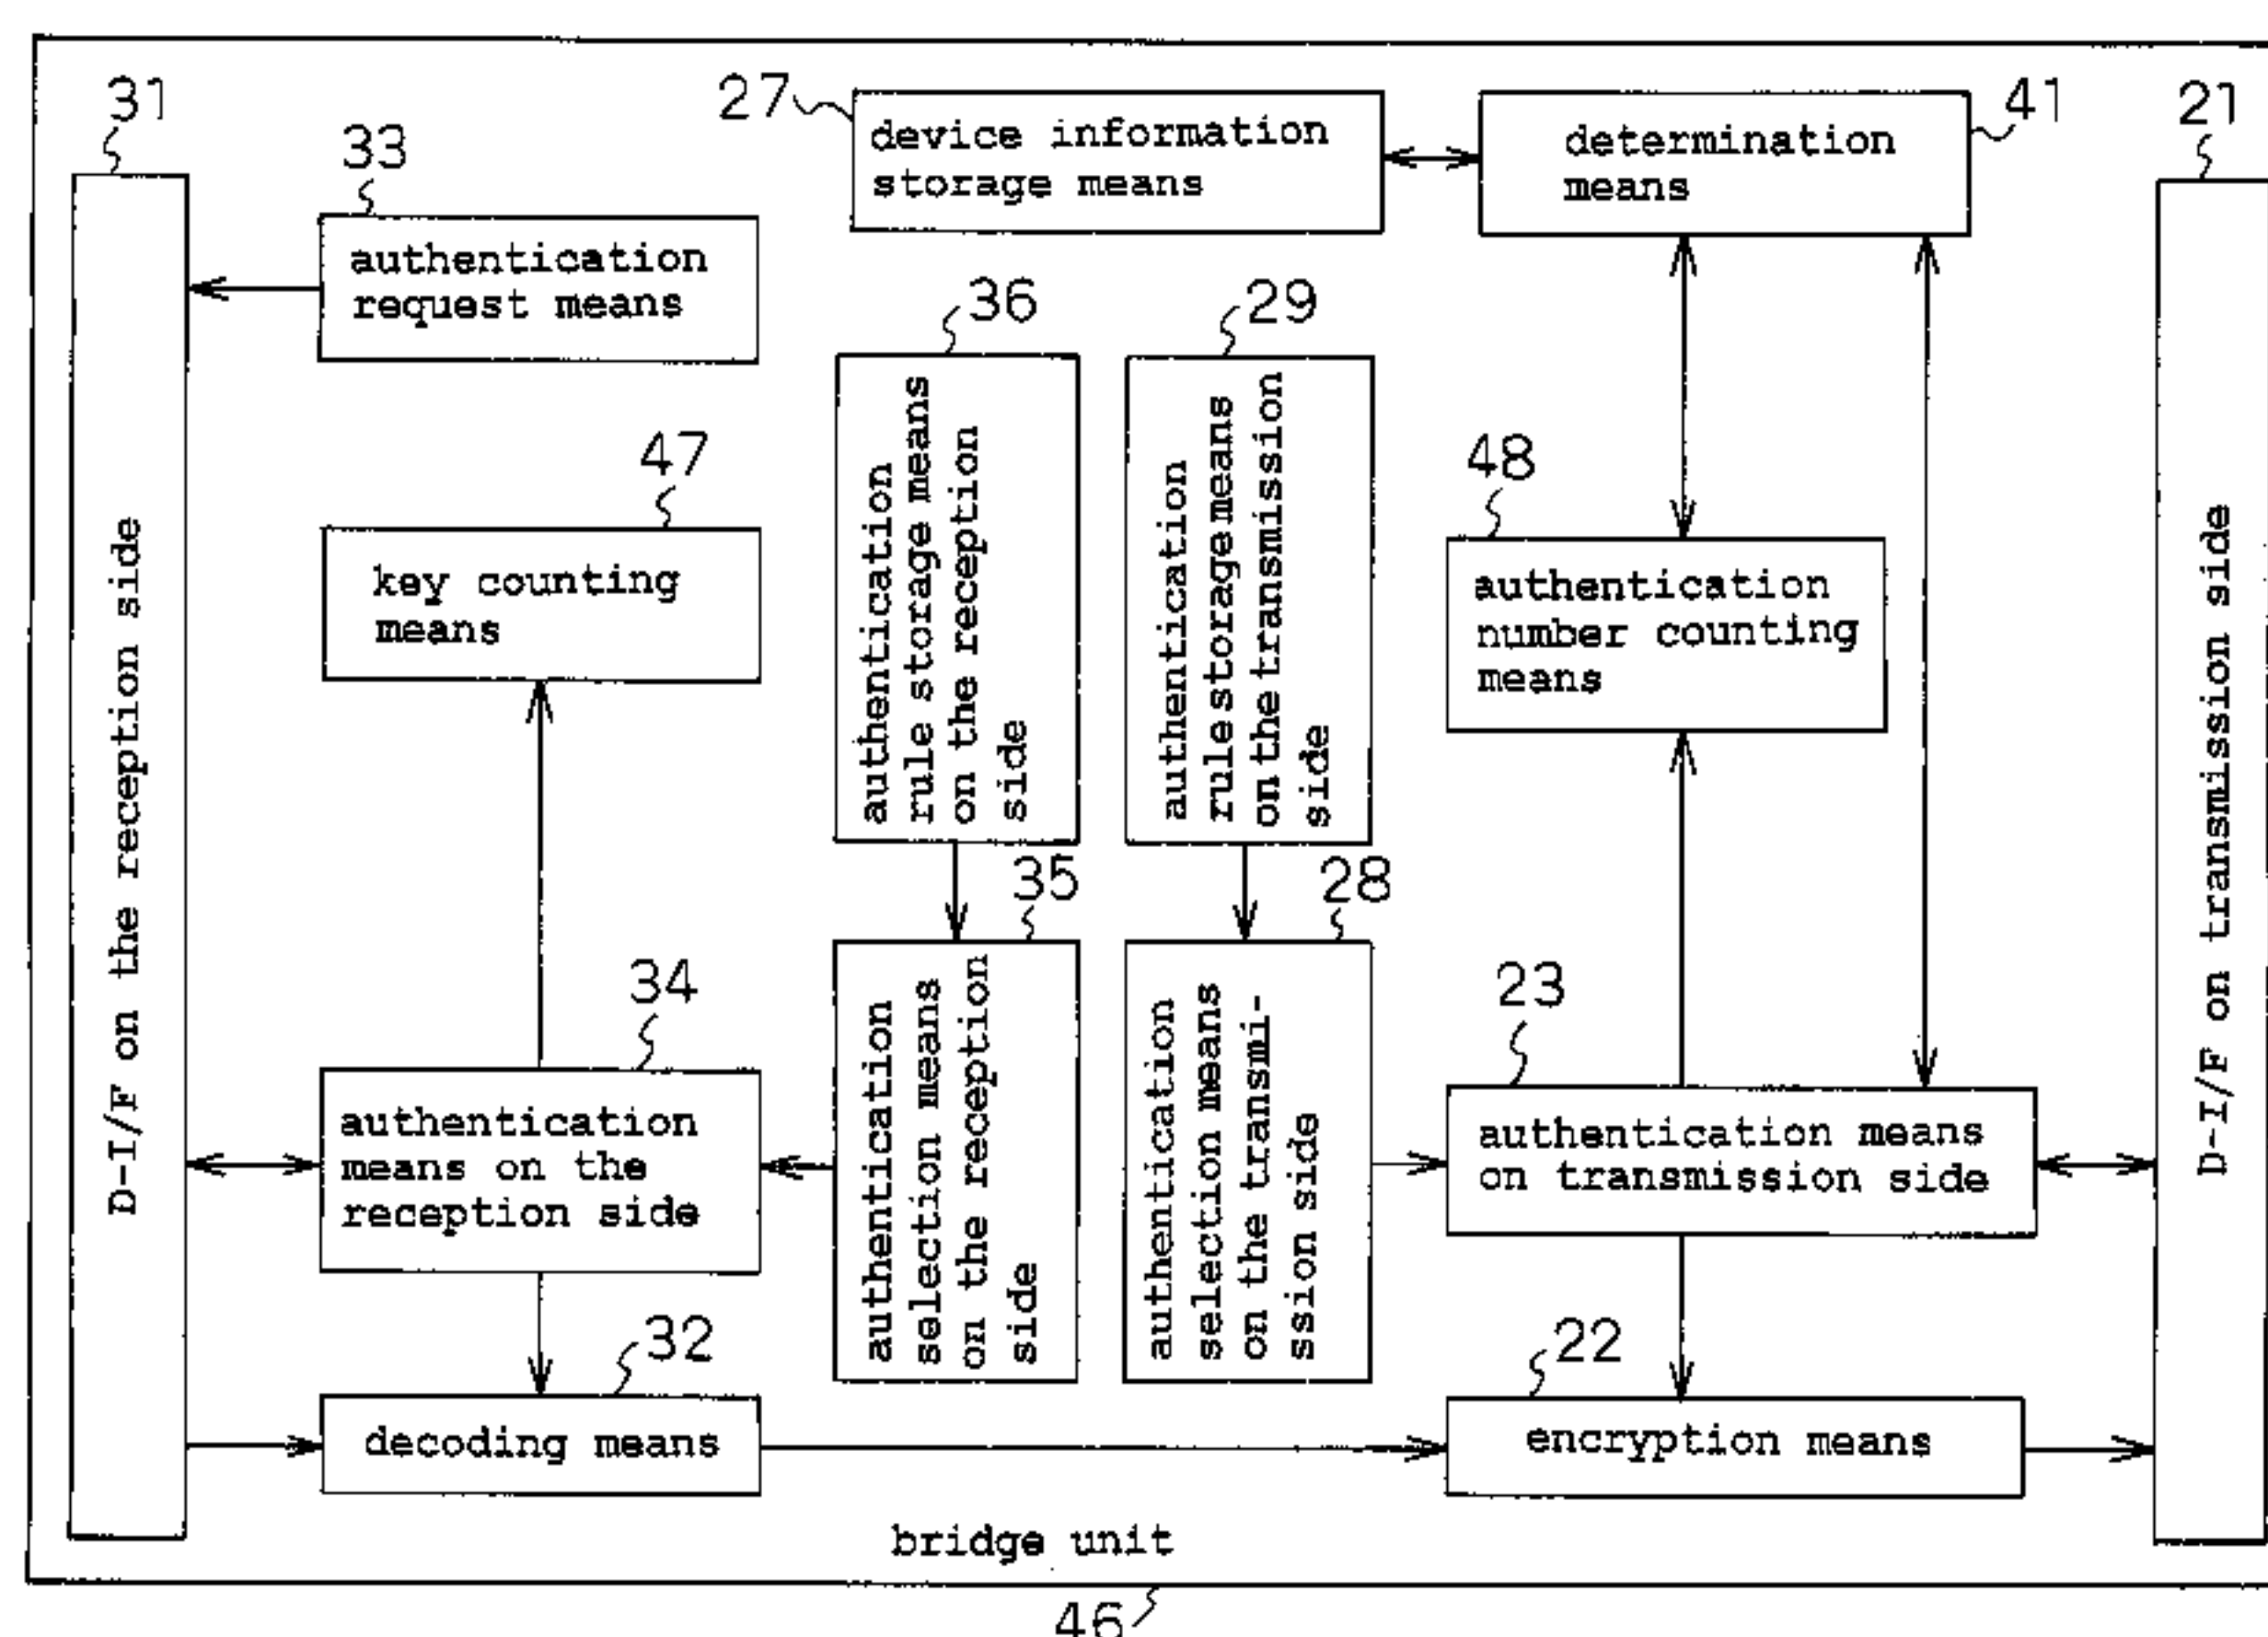 31
D-I/F on the reception side
33
authentication
request means
27
device information
storage means
determination
means
41
21
D-I/F on transmission side
47
key counting
means
36
authentication
rule storage means
on the reception
side
29
authentication
rule storage means
on the transmission
side
48
authentication
number counting
means
34
authentication
means on the
reception side
35
authentication
selection means
on the reception
side
28
authentication
selection means
on the transmi-
ssion side
23
authentication means
on transmission side
32
decoding means
22
encryption means
bridge unit
46